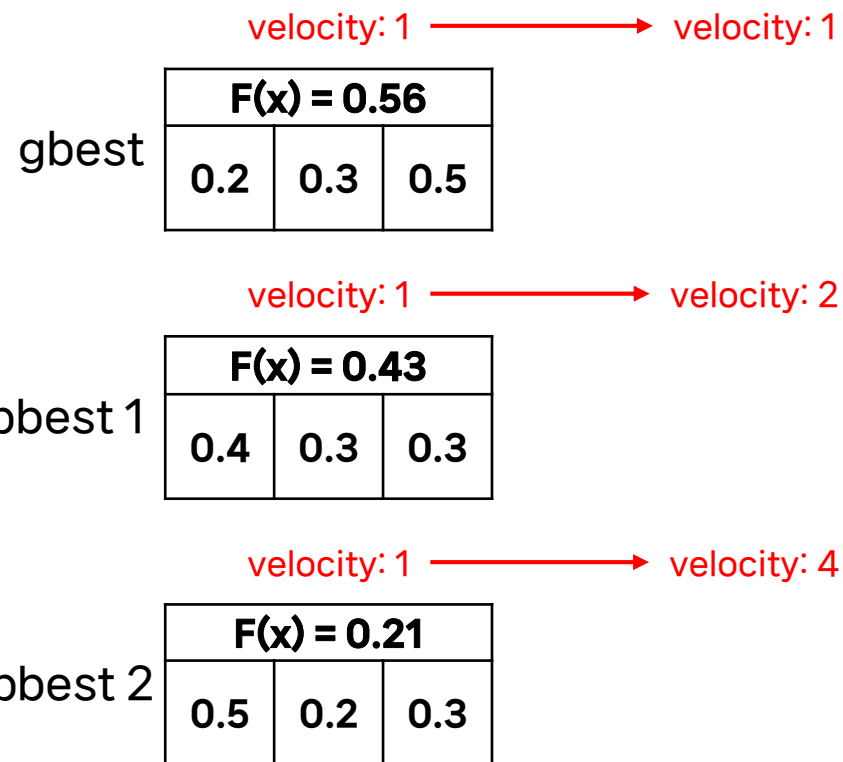 velocity: 1 velocity: 1
F(x) = 0.56
gbest
0.2 0.3 0.5
velocity: 1 velocity: 2
F(x) = 0.43
pbest 1
0.4 0.3 0.3
velocity: 1 velocity: 4
F(x) = 0.21
pbest 2
0.5 0.2 0.3